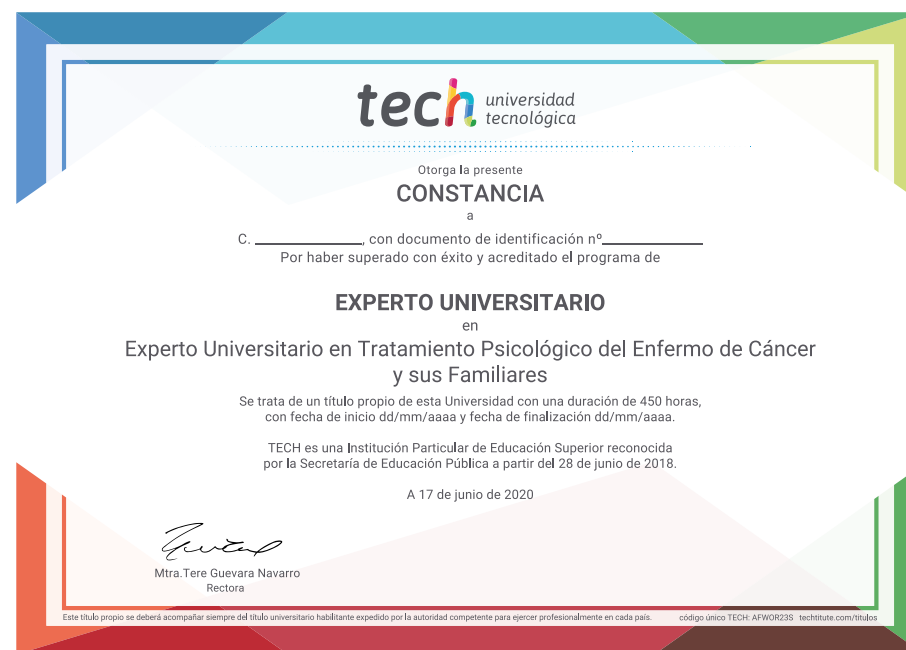 tech universidad
tecnológica
Otorga la presente
CONSTANCIA
a
C. ____________, con documento de identificación nº____________
Por haber superado con éxito y acreditado el programa de
EXPERTO UNIVERSITARIO
en
Experto Universitario en Tratamiento Psicológico del Enfermo de Cáncer
y sus Familiares
Se trata de un título propio de esta Universidad con una duración de 450 horas,
con fecha de inicio dd/mm/aaaa y fecha de finalización dd/mm/aaaa.
TECH es una Institución Particular de Educación Superior reconocida
por la Secretaría de Educación Pública a partir del 28 de junio de 2018.
A 17 de junio de 2020
Mtra.Tere Guevara Navarro
Rectora
Este título propio se deberá acompañar siempre del título universitario habilitante expedido por la autoridad competente para ejercer profesionalmente en cada país. código único TECH: AFWOR23S techtitute.com/titulos